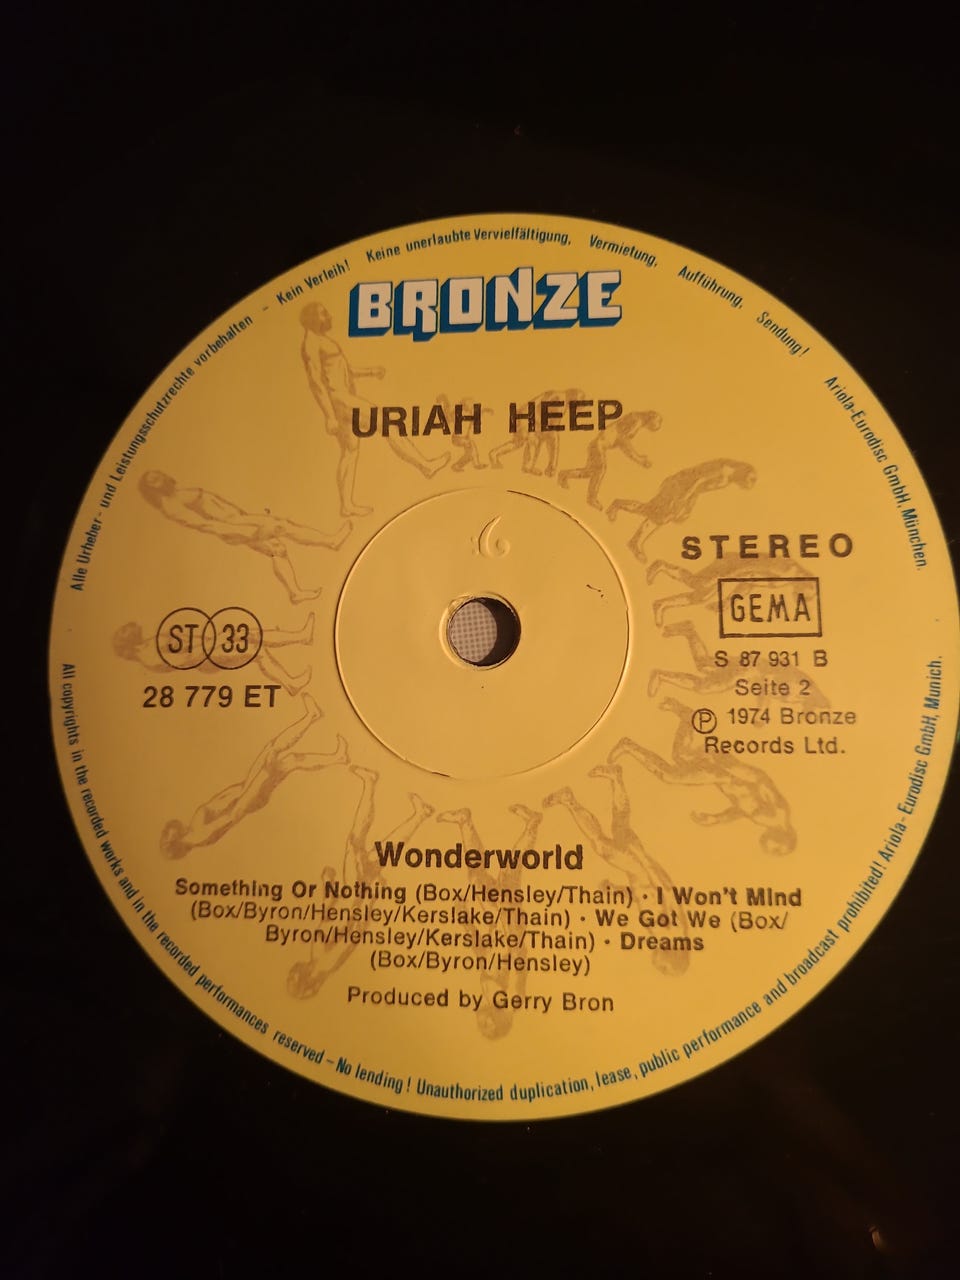 Alle Urheber- und Leistungsschutzrechte vorbehalten - Kein Verleih! Keine unerlaubte Vervielfältigung, Vermietung, Aufführung, Sendung! Ariola-Eurodisc GmbH, München.
BRONZE
URIAH HEEP
STEREO
GEMA
S 87 931 B
Seite 2
℗ 1974 Bronze
Records Ltd.
ST 33
28 779 ET
Wonderworld
Something Or Nothing (Box/Hensley/Thain) · I Won't Mind
(Box/Byron/Hensley/Kerslake/Thain) · We Got We (Box/
Byron/Hensley/Kerslake/Thain) · Dreams
(Box/Byron/Hensley)
Produced by Gerry Bron
All copyrights in the recorded works and in the recorded performances reserved - No lending! Unauthorized duplication, lease, public performance and broadcast prohibited! Ariola-Eurodisc GmbH, Munich.